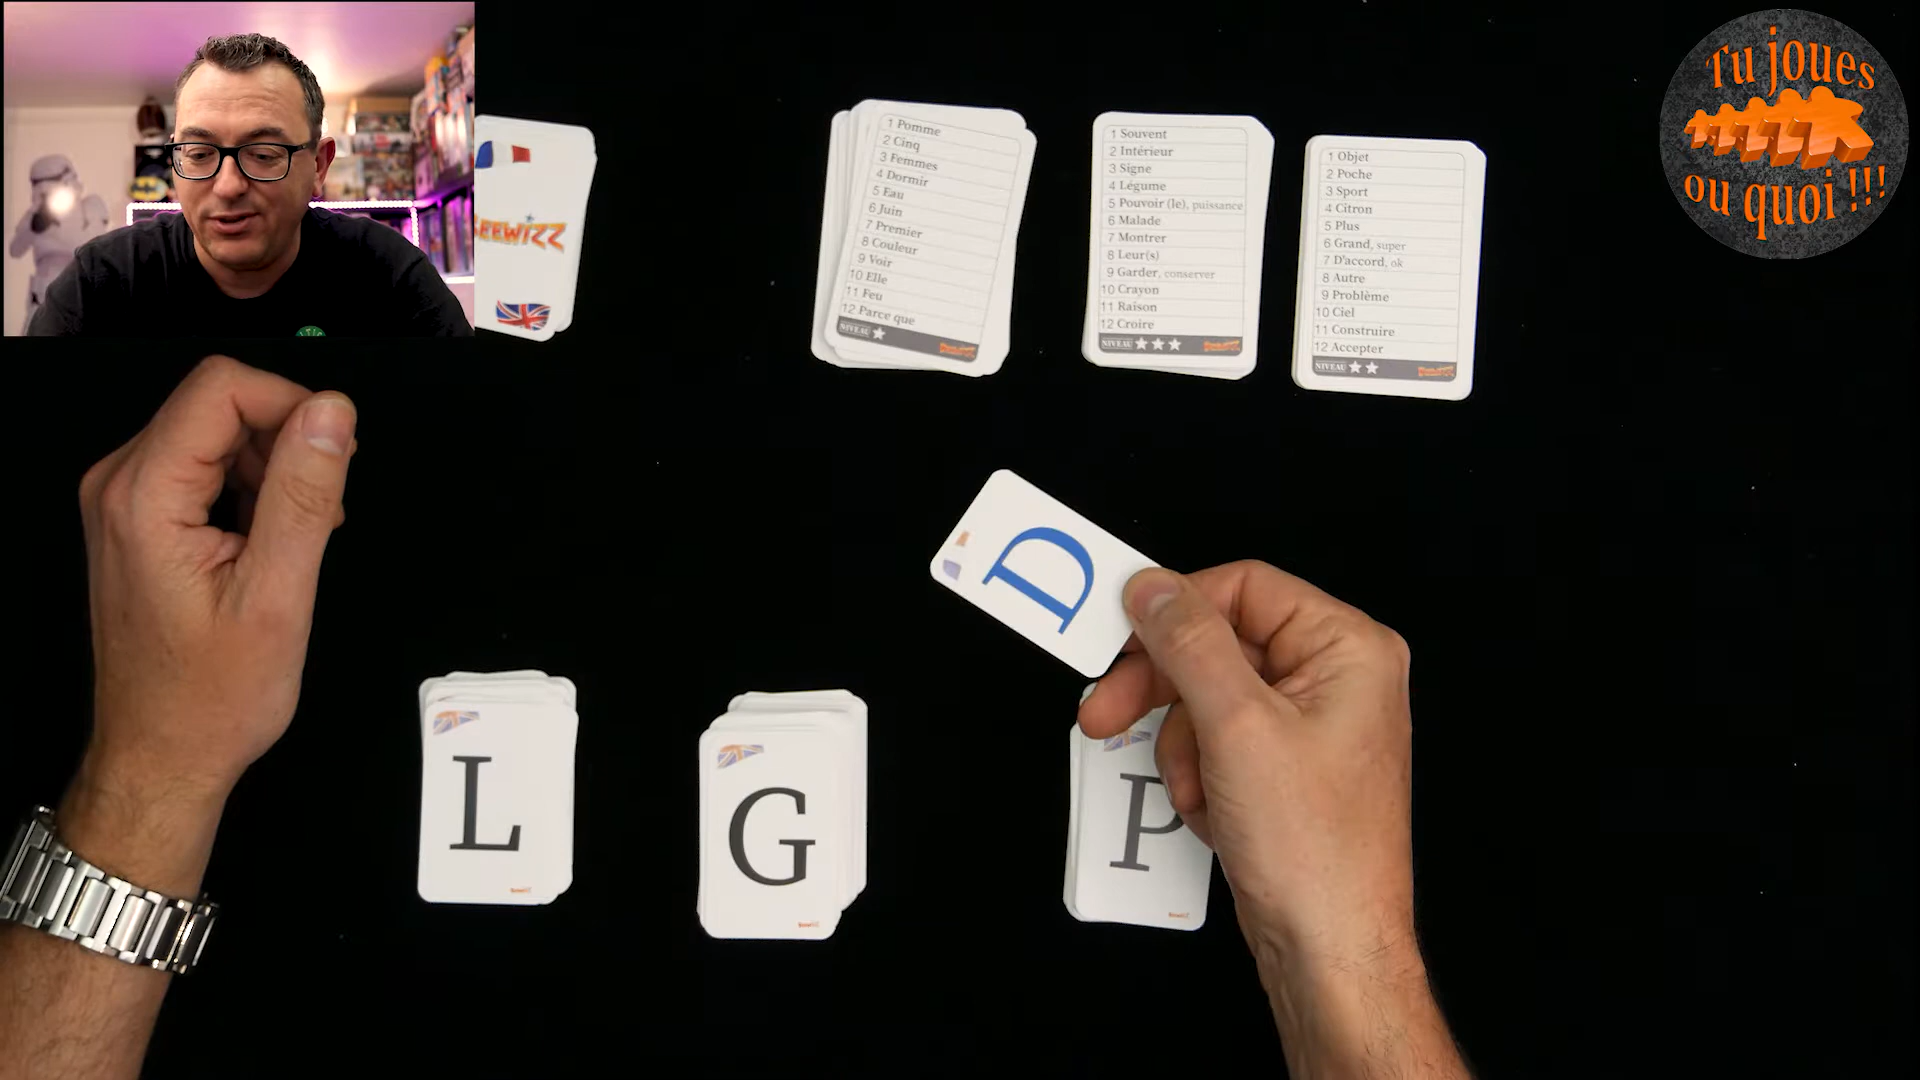 Tu joues
ou quoi !!!
BEEWIZZ
1 Pomme
2 Cinq
3 Femmes
4 Dormir
5 Eau
6 Juin
7 Premier
8 Couleur
9 Voir
10 Elle
11 Feu
12 Parce que
NIVEAU
1 Souvent
2 Intérieur
3 Signe
4 Légume
5 Pouvoir (le), puissance
6 Malade
7 Montrer
8 Leur(s)
9 Garder, conserver
10 Crayon
11 Raison
12 Croire
NIVEAU
1 Objet
2 Poche
3 Sport
4 Citron
5 Plus
6 Grand, super
7 D'accord, ok
8 Autre
9 Problème
10 Ciel
11 Construire
12 Accepter
NIVEAU
D
L
G
P